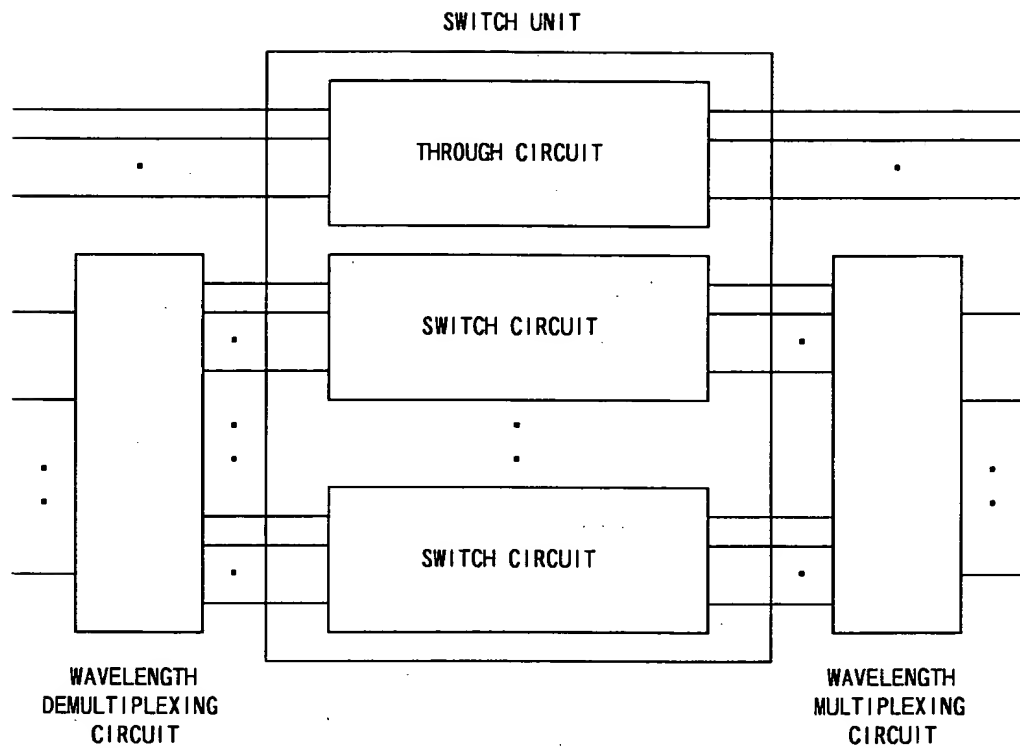 SWITCH UNIT
THROUGH CIRCUIT
SWITCH CIRCUIT
SWITCH CIRCUIT
WAVELENGTH
DEMULTIPLEXING
CIRCUIT
WAVELENGTH
MULTIPLEXING
CIRCUIT